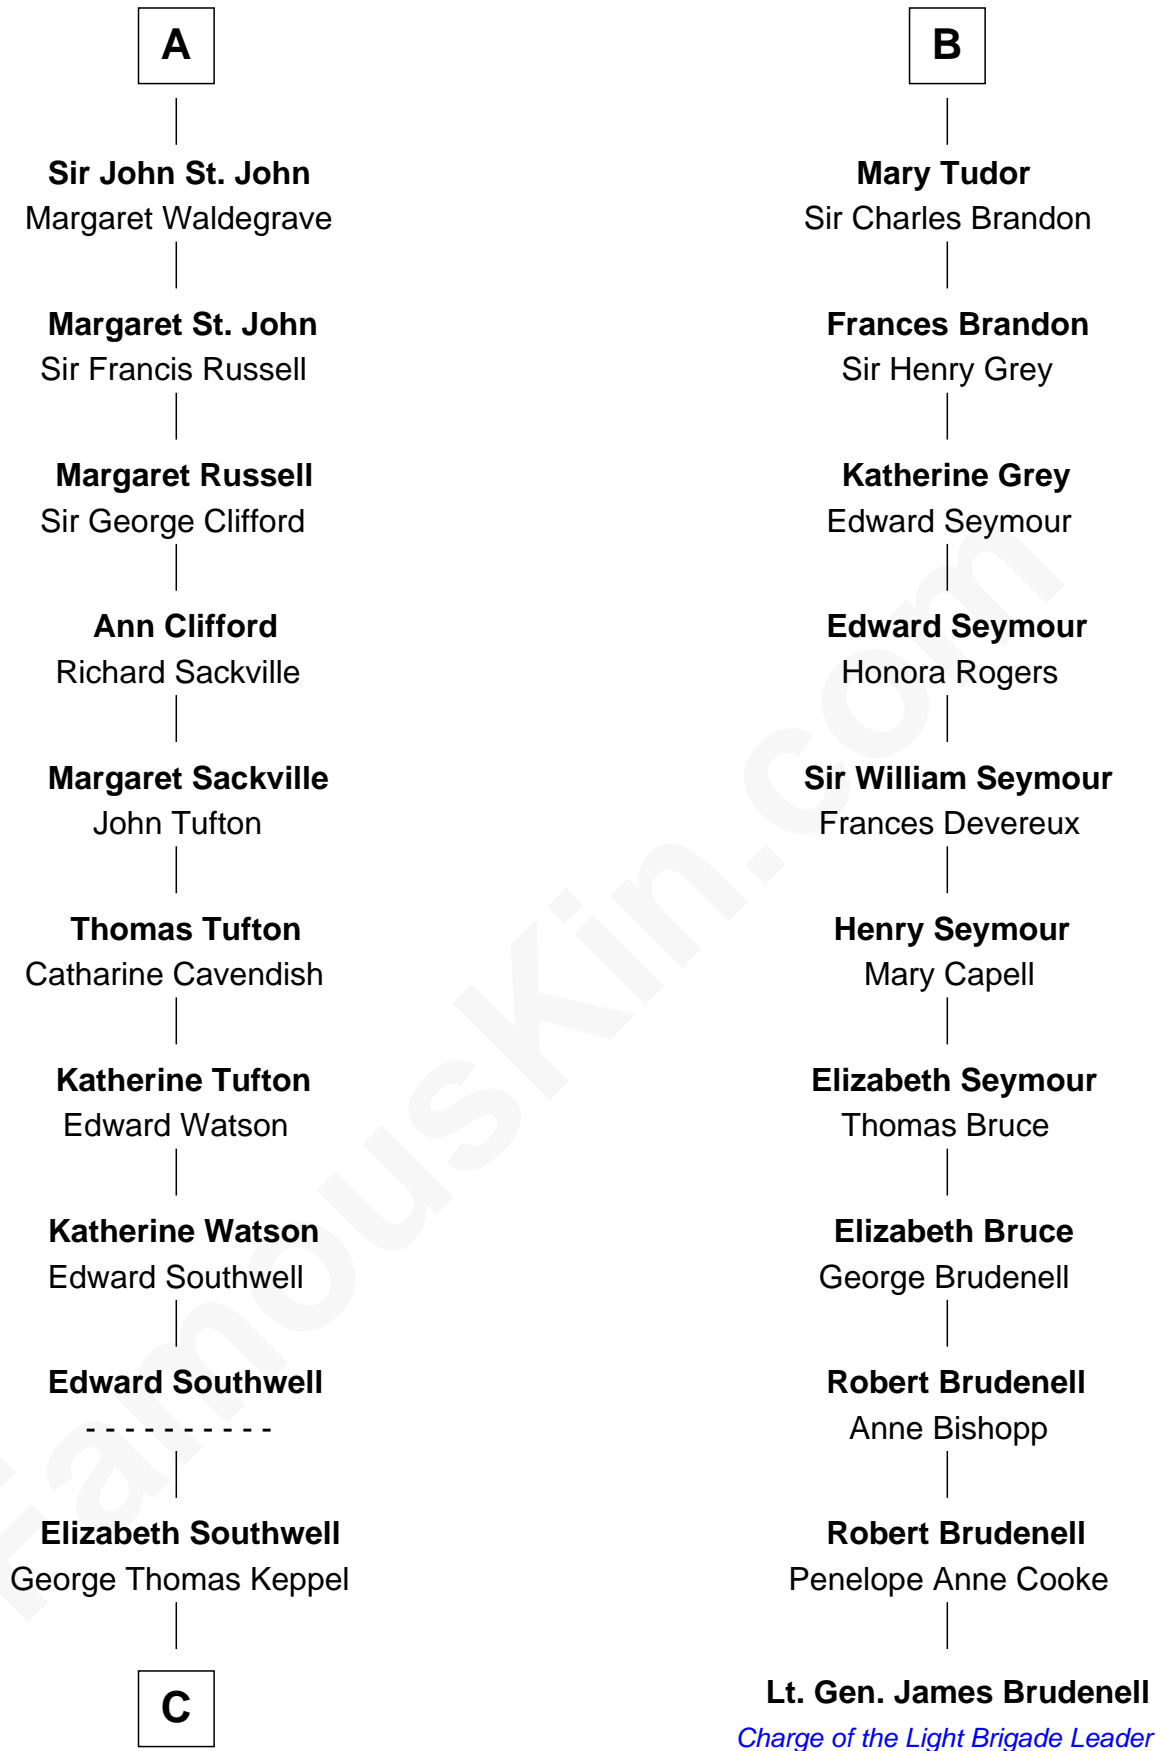 A
Sir John St. John
Margaret Waldegrave
Margaret St. John
Sir Francis Russell
Margaret Russell
Sir George Clifford
Ann Clifford
Richard Sackville
Margaret Sackville
John Tufton
Thomas Tufton
Catharine Cavendish
Katherine Tufton
Edward Watson
Katherine Watson
Edward Southwell
Edward Southwell
- - - - - - - - - -
Elizabeth Southwell
George Thomas Keppel
C
B
Mary Tudor
Sir Charles Brandon
Frances Brandon
Sir Henry Grey
Katherine Grey
Edward Seymour
Edward Seymour
Honora Rogers
Sir William Seymour
Frances Devereux
Henry Seymour
Mary Capell
Elizabeth Seymour
Thomas Bruce
Elizabeth Bruce
George Brudenell
Robert Brudenell
Anne Bishopp
Robert Brudenell
Penelope Anne Cooke
Lt. Gen. James Brudenell
Charge of the Light Brigade Leader
FamousKin.com